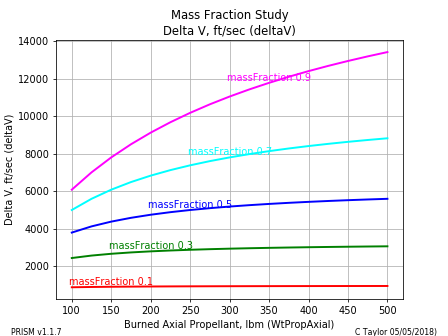 Mass Fraction Study
Delta V, ft/sec (deltaV)
14000
12000
10000
8000
6000
4000
2000
Delta V, ft/sec (deltaV)
massFraction 0.9
massFraction 0.7
massFraction 0.5
massFraction 0.3
massFraction 0.1
100 150 200 250 300 350 400 450 500
Burned Axial Propellant, lbm (WtPropAxial)
PRISM v1.1.7
C Taylor 05/05/2018)